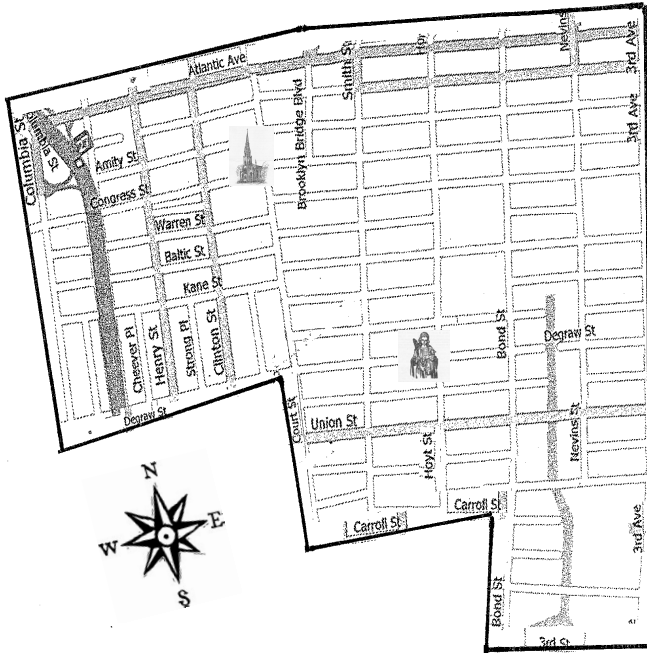 Atlantic Ave
Smith St
Nevins
3rd Ave
3rd Ave
Columbia St
Columbia St
Brooklyn Bridge Blvd
Amity St
Congress St
Warren St
Baltic St
Kane St
Cheever Pl
Henry St
Strong Pl
Clinton St
Bond St
Degraw St
Degraw St
Court St
Union St
Hoyt St
Nevins St
Carroll St
Carroll St
3rd Ave
Bond St
3rd St
N
E
W
S